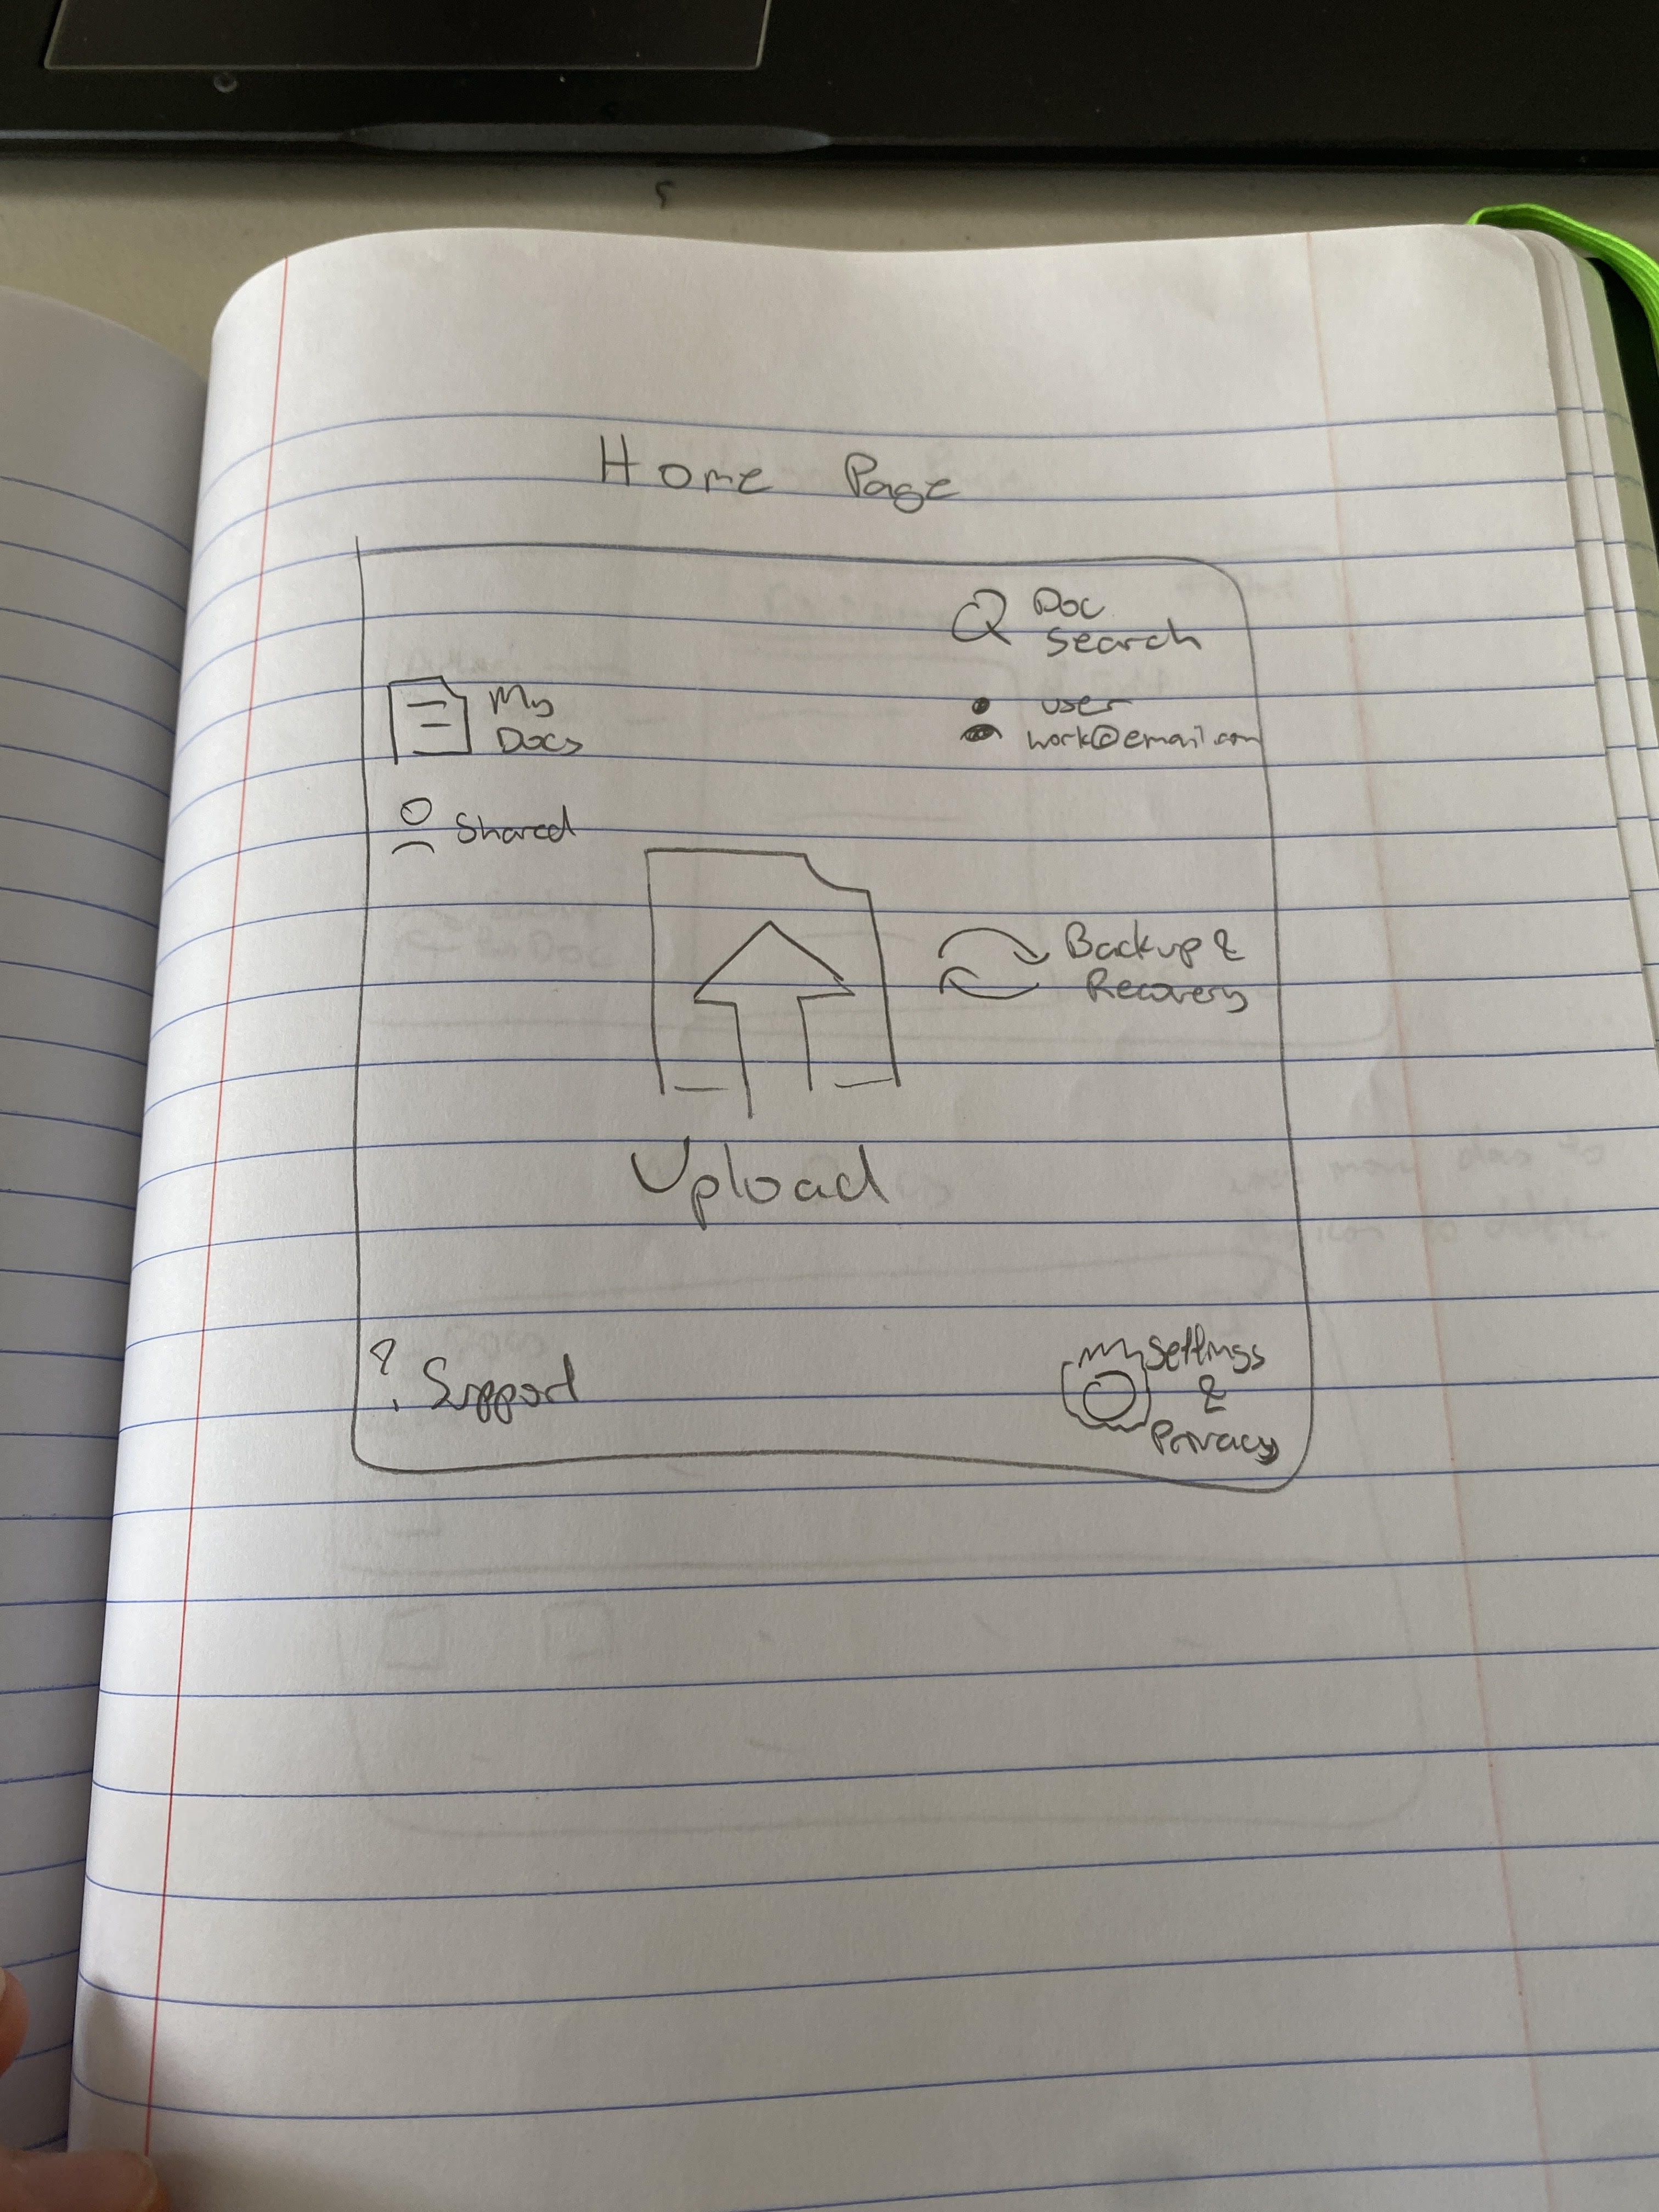 Home Page
Doc
Search
My
Docs
user
work@email.com
Shared
Backup &
Recovery
Upload
? Support
Settings
&
Privacy